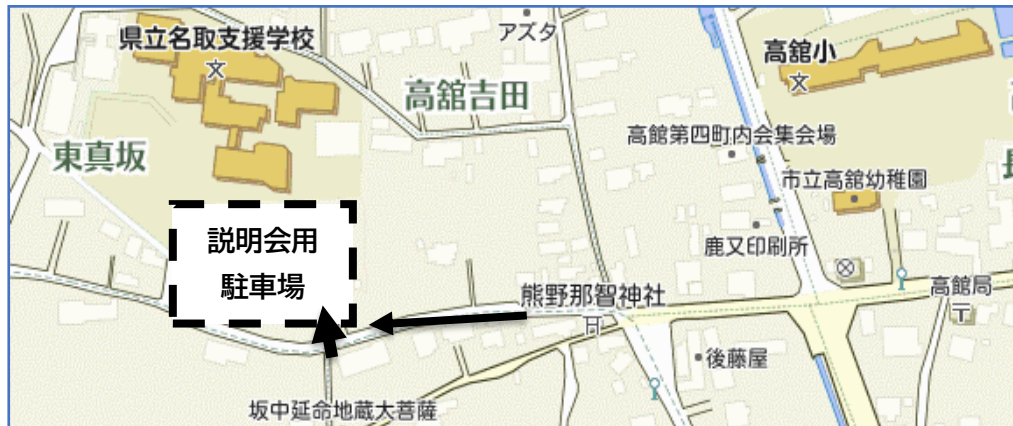 アズタ
県立名取支援学校
高舘小
高舘吉田
高舘第四町内会集会場
東真坂
市立高舘幼稚園
説明会用
駐車場
鹿又印刷所
熊野那智神社
高舘局
後藤屋
坂中延命地蔵大菩薩